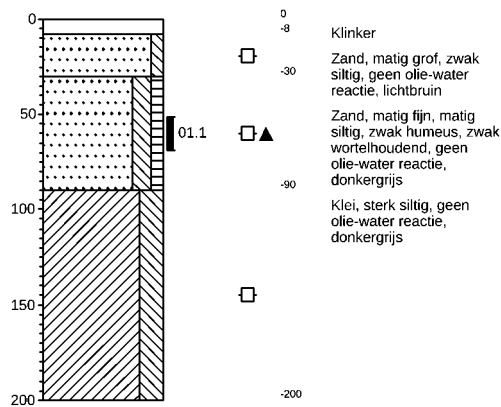 0
50
100
150
200
01.1
0
-8
Klinker
Zand, matig grof, zwak
siltig, geen olie-water
reactie, lichtbruin
-30
Zand, matig fijn, matig
siltig, zwak humeus, zwak
wortelhoudend, geen
olie-water reactie,
donkergrijs
-90
Klei, sterk siltig, geen
olie-water reactie,
donkergrijs
-200